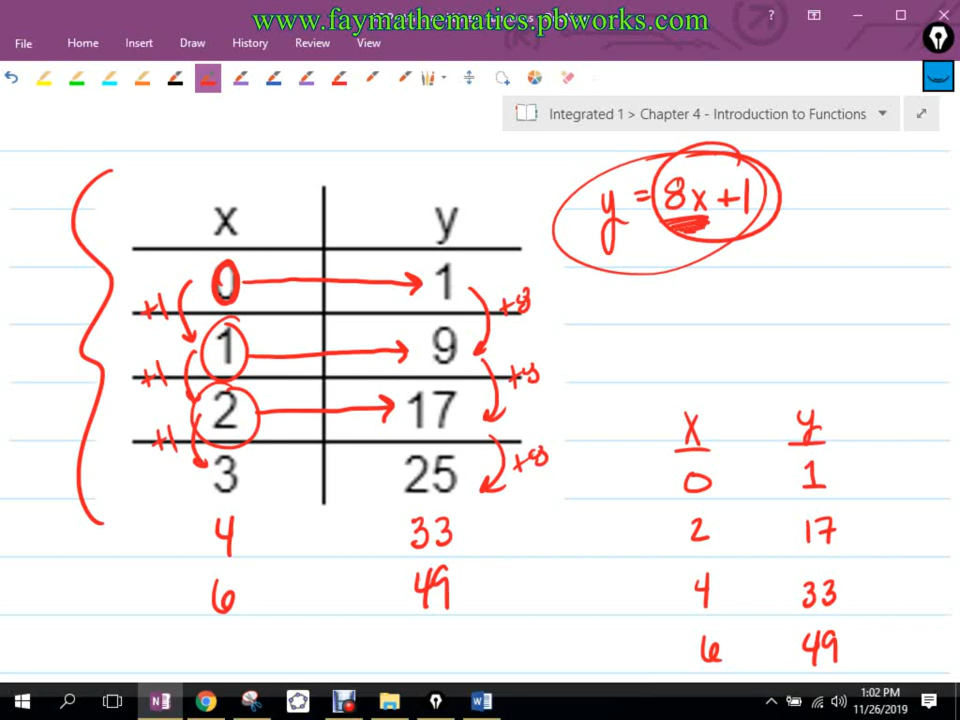 www.faymathematics.pbworks.com
File Home Insert Draw History Review View
Integrated 1 > Chapter 4 - Introduction to Functions
y = 8x + 1
x y
0 1
+1 +8
1 9
+1 +8
2 17
+1 +8
3 25
4 33
6 49
x y
0 1
2 17
4 33
6 49
1:02 PM
11/26/2019